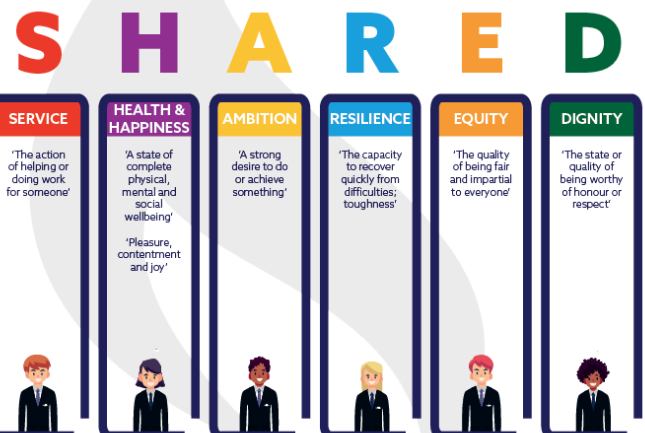 SHARED
SERVICE
'The action
of helping or
doing work
for someone'
HEALTH &
HAPPINESS
'A state of
complete
physical,
mental and
social
wellbeing'
'Pleasure,
contentment
and joy'
AMBITION
'A strong
desire to do
or achieve
something'
RESILIENCE
'The capacity
to recover
quickly from
difficulties;
toughness'
EQUITY
'The quality
of being fair
and impartial
to everyone'
DIGNITY
'The state or
quality of
being worthy
of honour or
respect'